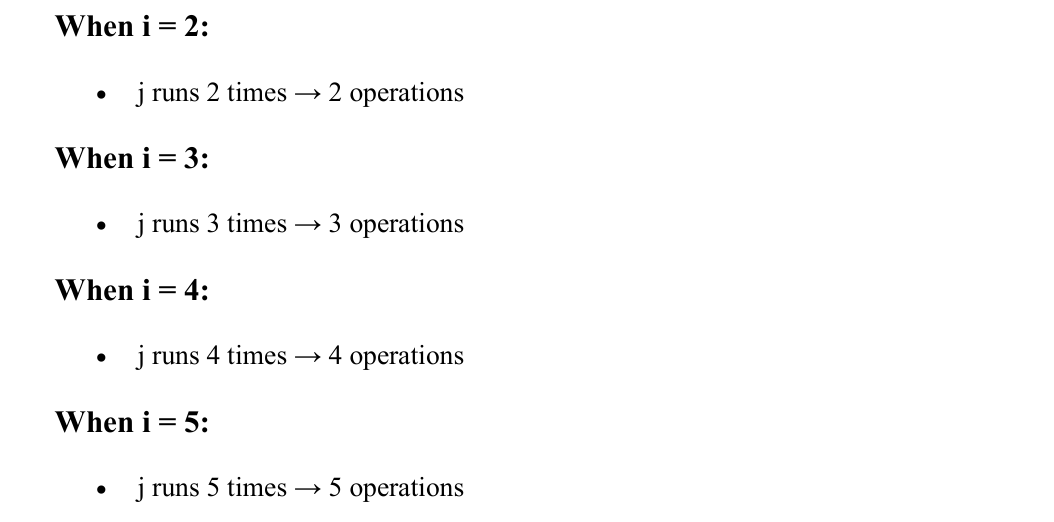 When i = 2:
• j runs 2 times → 2 operations
When i = 3:
• j runs 3 times → 3 operations
When i = 4:
• j runs 4 times → 4 operations
When i = 5:
• j runs 5 times → 5 operations